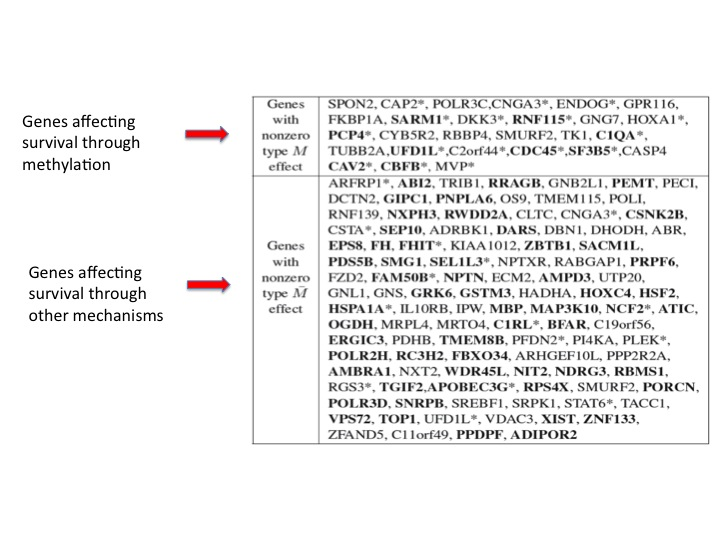 Genes affecting
survival through
methylation
Genes
with
nonzero
type M
effect
SPON2, CAP2*, POLR3C,CNGA3*, ENDOG*, GPR116,
FKBP1A, SARM1*, DKK3*, RNF115*, GNG7, HOXA1*,
PCP4*, CYB5R2, RBBP4, SMURF2, TK1, C1QA*,
TUBB2A,UFD1L*,C2orf44*,CDC45*,SF3B5*,CASP4
CAV2*, CBFB*, MVP*
Genes affecting
survival through
other mechanisms
Genes
with
nonzero
type M̄
effect
ARFRP1*, ABI2, TRIB1, RRAGB, GNB2L1, PEMT, PECI,
DCTN2, GIPC1, PNPLA6, OS9, TMEM115, POLI,
RNF139, NXPH3, RWDD2A, CLTC, CNGA3*, CSNK2B,
CSTA*, SEP10, ADRBK1, DARS, DBN1, DHODH, ABR,
EPS8, FH, FHIT*, KIAA1012, ZBTB1, SACM1L,
PDS5B, SMG1, SEL1L3*, NPTXR, RABGAP1, PRPF6,
FZD2, FAM50B*, NPTN, ECM2, AMPD3, UTP20,
GNL1, GNS, GRK6, GSTM3, HADHA, HOXC4, HSF2,
HSPA1A*, IL10RB, IPW, MBP, MAP3K10, NCF2*, ATIC,
OGDH, MRPL4, MRTO4, C1RL*, BFAR, C19orf56,
ERGIC3, PDHB, TMEM8B, PFDN2*, PI4KA, PLEK*,
POLR2H, RC3H2, FBXO34, ARHGEF10L, PPP2R2A,
AMBRA1, NXT2, WDR45L, NIT2, NDRG3, RBMS1,
RGS3*, TGIF2,APOBEC3G*, RPS4X, SMURF2, PORCN,
POLR3D, SNRPB, SREBF1, SRPK1, STAT6*, TACC1,
VPS72, TOP1, UFD1L*, VDAC3, XIST, ZNF133,
ZFAND5, C11orf49, PPPDPF, ADIPOR2